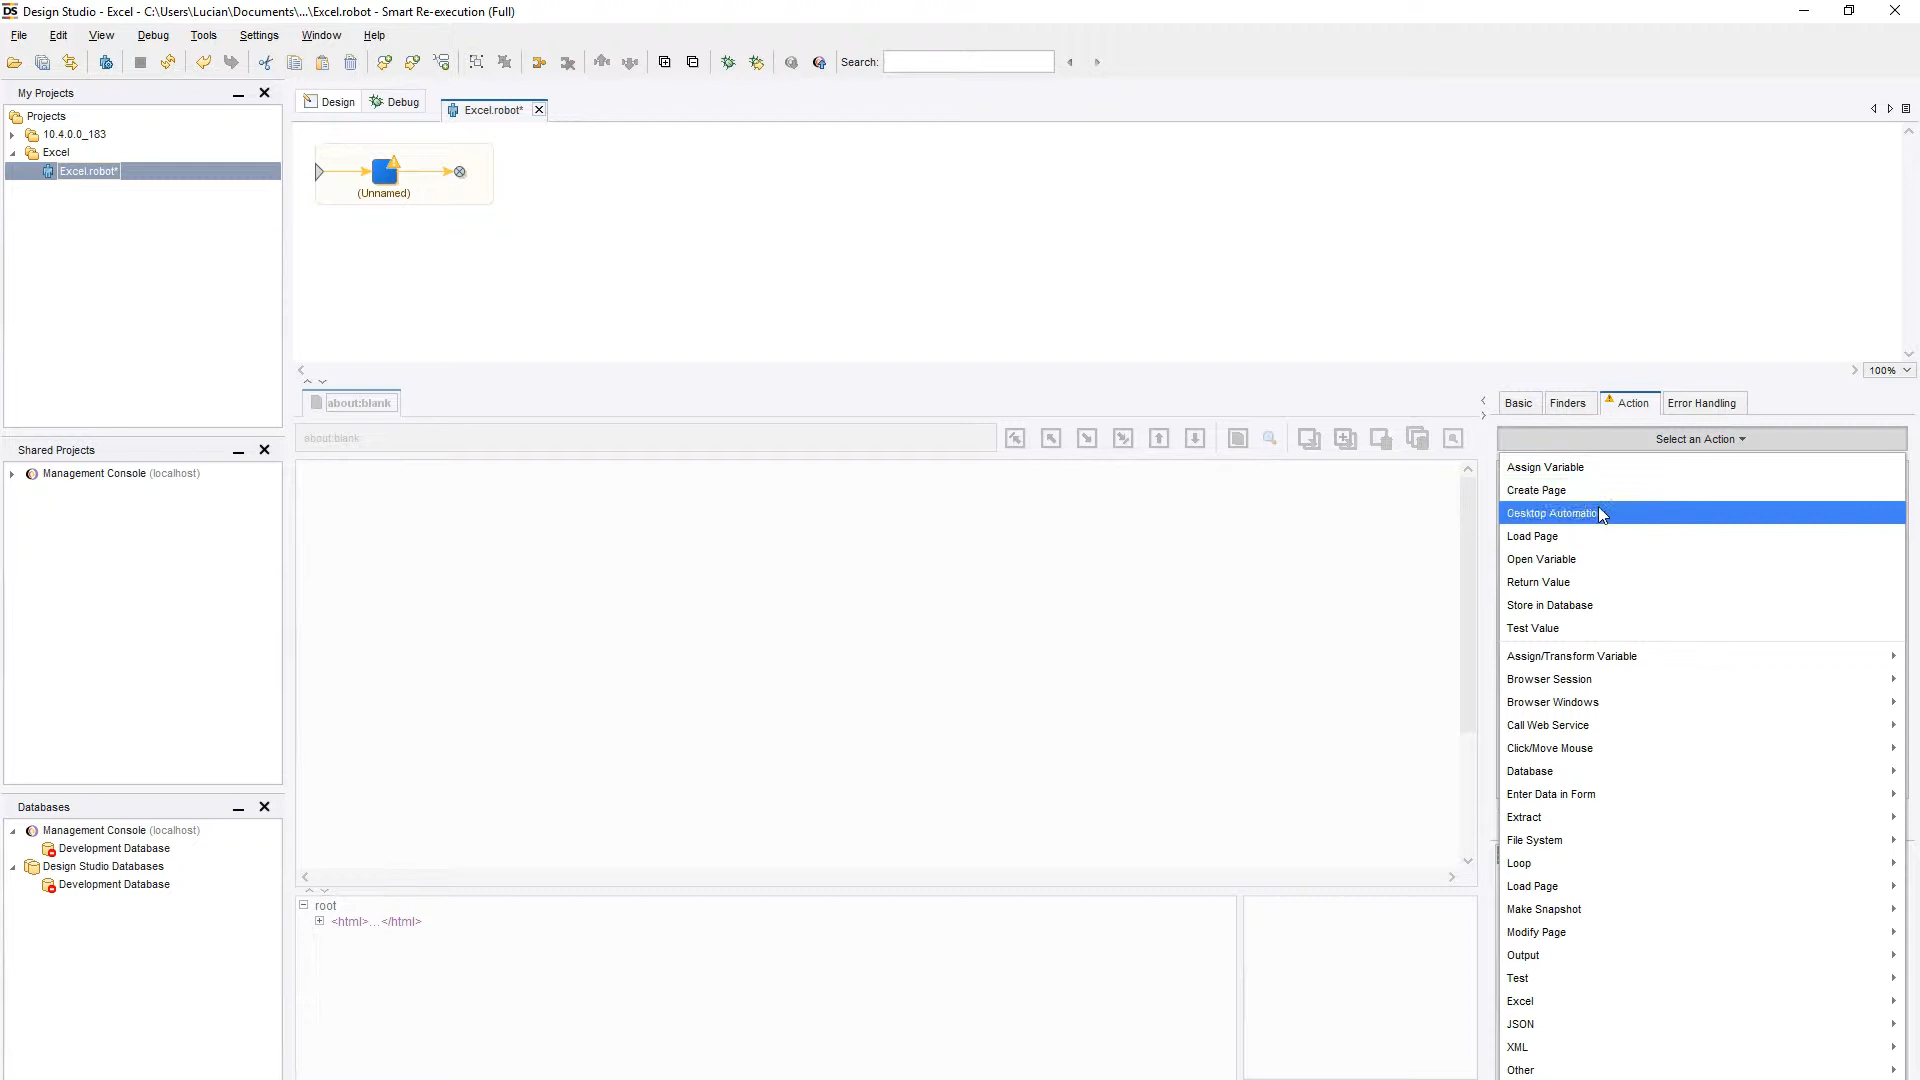 DS Design Studio - Excel - C:\Users\Lucian\Documents\...\Excel.robot - Smart Re-execution (Full)
File Edit View Debug Tools Settings Window Help
Search:
My Projects
Projects
10.4.0.0_183
Excel
Excel.robot*
Shared Projects
Management Console (localhost)
Databases
Management Console (localhost)
Development Database
Design Studio Databases
Development Database
Design Debug Excel.robot*
(Unnamed)
100%
about:blank
about:blank
root
<html>...</html>
Basic Finders Action Error Handling
Select an Action
Assign Variable
Create Page
Desktop Automatio
Load Page
Open Variable
Return Value
Store in Database
Test Value
Assign/Transform Variable
Browser Session
Browser Windows
Call Web Service
Click/Move Mouse
Database
Enter Data in Form
Extract
File System
Loop
Load Page
Make Snapshot
Modify Page
Output
Test
Excel
JSON
XML
Other